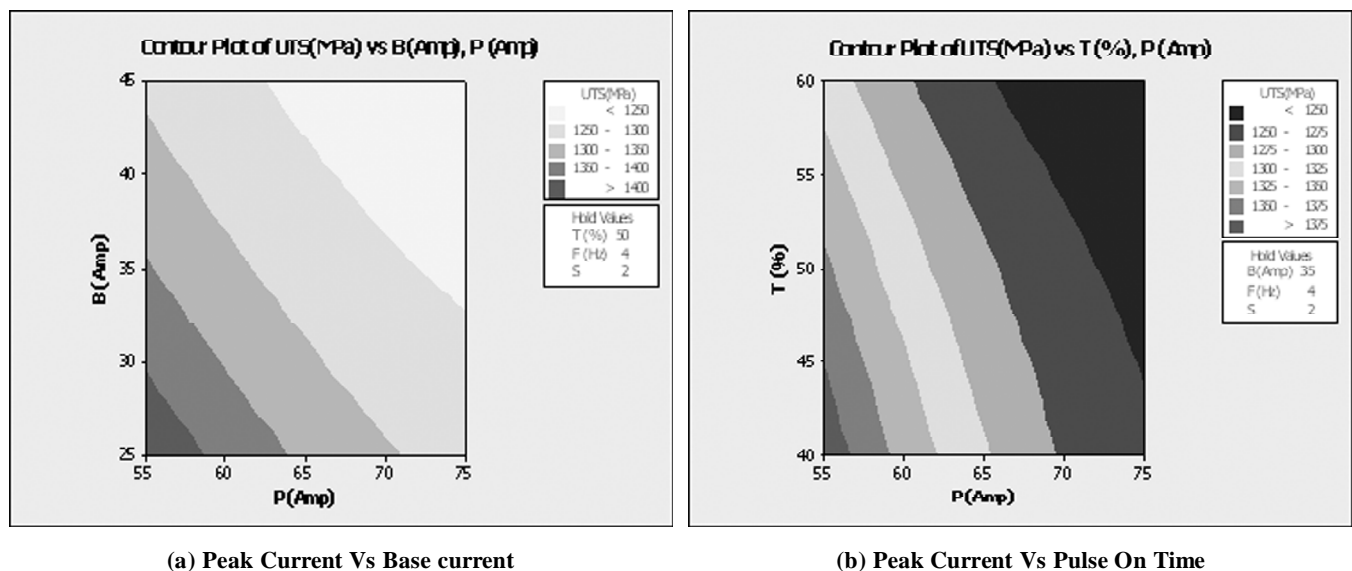 Contour Plot of UTS(MPa) vs B(Amp), P (Amp)
45
40
35
30
25
B(Amp)
55 60 65 70 75
P(Amp)
UTS(MPa)
< 1250
1250 - 1300
1300 - 1350
1350 - 1400
> 1400
Hold Values
T (%) 50
F (Hz) 4
S 2
(a) Peak Current Vs Base current
Contour Plot of UTS(MPa) vs T (%), P (Amp)
60
55
50
45
40
T (%)
55 60 65 70 75
P(Amp)
UTS(MPa)
< 1250
1250 - 1275
1275 - 1300
1300 - 1325
1325 - 1350
1350 - 1375
> 1375
Hold Values
B(Amp) 35
F (Hz) 4
S 2
(b) Peak Current Vs Pulse On Time